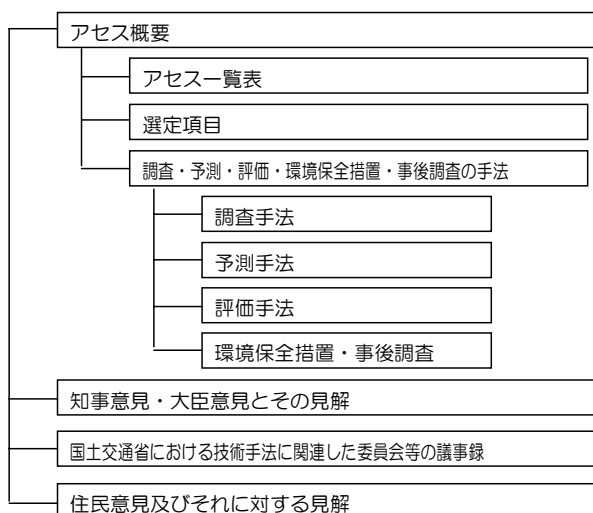 アセス概要
アセス一覧表
選定項目
調査・予測・評価・環境保全措置・事後調査の手法
調査手法
予測手法
評価手法
環境保全措置・事後調査
知事意見・大臣意見とその見解
国土交通省における技術手法に関連した委員会等の議事録
住民意見及びそれに対する見解